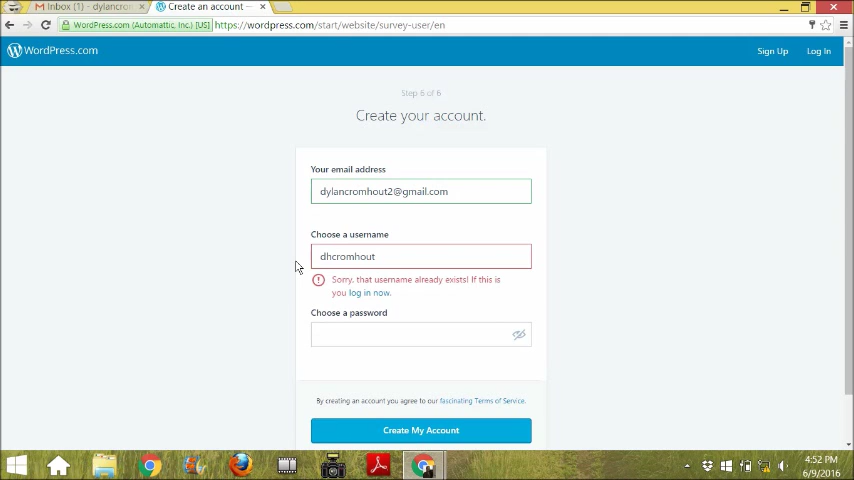 Inbox (1) - dylancror
Create an account —
WordPress.com (Automattic, Inc.) [US]
https://wordpress.com/start/website/survey-user/en
WordPress.com
Sign Up
Log In
Step 6 of 6
Create your account.
Your email address
dylancromhout2@gmail.com
Choose a username
dhcromhout
Sorry, that username already exists! If this is
you log in now.
Choose a password
By creating an account you agree to our fascinating Terms of Service.
Create My Account
4:52 PM
6/9/2016